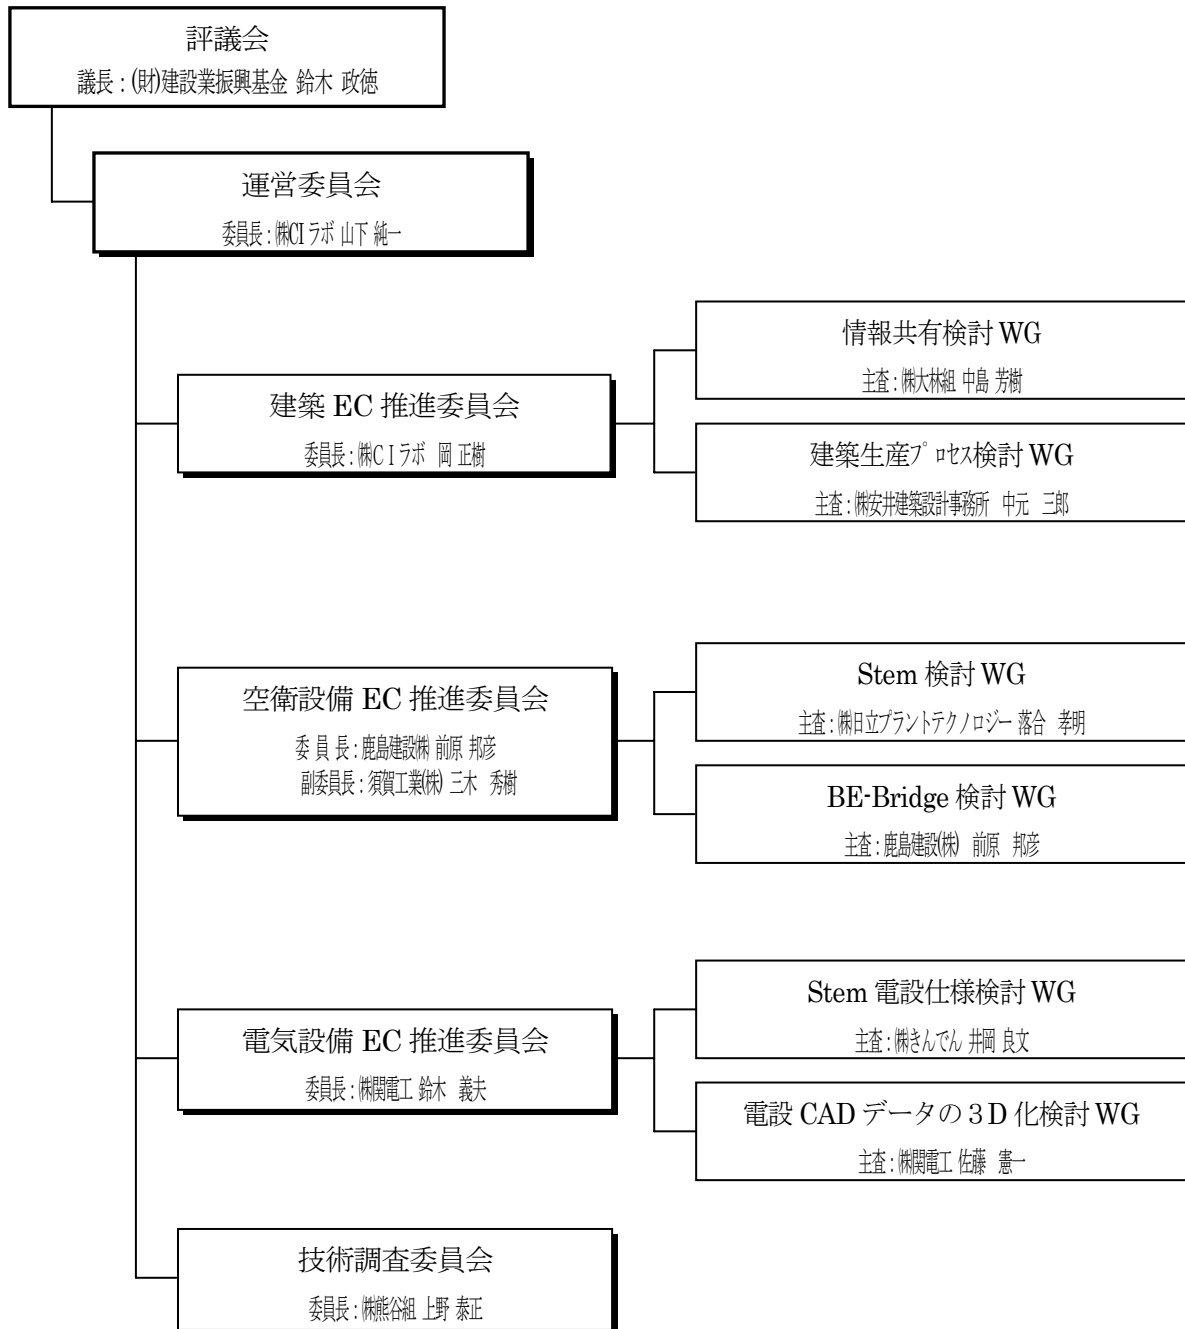 評議会
議長：(財)建設業振興基金 鈴木 政徳
運営委員会
委員長：㈱CIラボ 山下 純一
建築 EC 推進委員会
委員長：㈱ＣＩラボ　岡 正樹
情報共有検討 WG
主査：㈱大林組 中島 芳樹
建築生産ﾌﾟﾛｾｽ検討 WG
主査：㈱安井建築設計事務所　中元　三郎
空衛設備 EC 推進委員会
委 員 長：鹿島建設㈱ 前原 邦彦
副委員長：須賀工業(株) 三木　秀樹
Stem 検討 WG
主査：㈱日立プラントテクノロジー 落合　孝明
BE-Bridge 検討 WG
主査：鹿島建設(株)　前原　邦彦
電気設備 EC 推進委員会
委員長：㈱関電工 鈴木　義夫
Stem 電設仕様検討 WG
主査：㈱きんでん 井岡 良文
電設 CAD データの３D 化検討 WG
主査：㈱関電工 佐藤　憲一
技術調査委員会
委員長：㈱熊谷組 上野 泰正